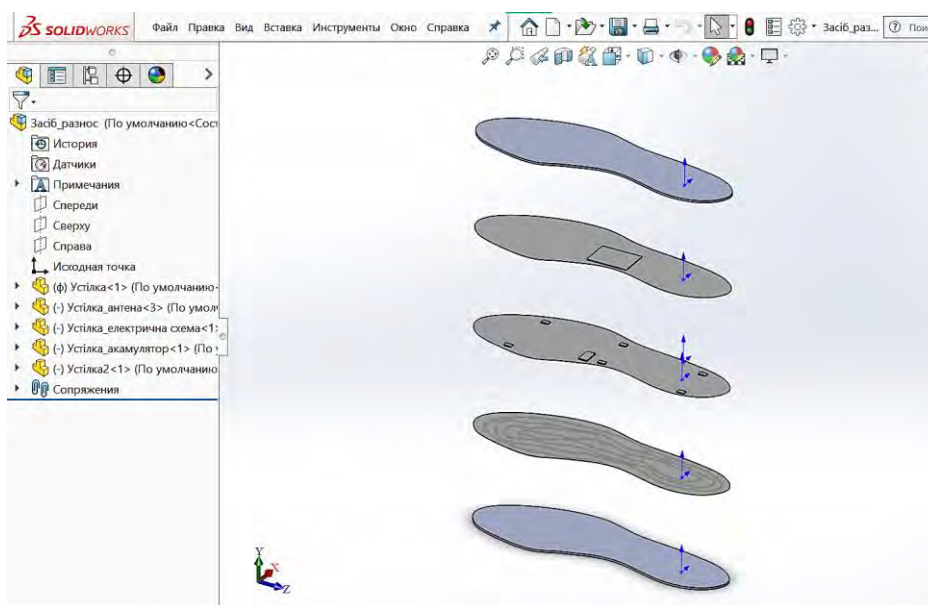 SOLIDWORKS Файл Правка Вид Вставка Инструменты Окно Справка Засіб_раз... Пои
Засіб_разнос (По умолчанию<Сост
История
Датчики
Примечания
Спереди
Сверху
Справа
Исходная точка
(ф) Устілка<1> (По умолчанию
(-) Устілка_антена<3> (По умолч
(-) Устілка_електрична схема<1>
(-) Устілка_акамулятор<1> (По у
(-) Устілка2<1> (По умолчанию
Сопряжения
Y
X
Z